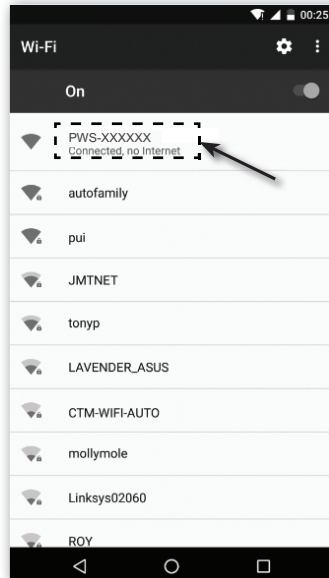 00:25
Wi-Fi
On
PWS-XXXXXX
Connected, no Internet
autofamily
pui
JMTNET
tonyp
LAVENDER_ASUS
CTM-WIFI-AUTO
mollymole
Linksys02060
ROY